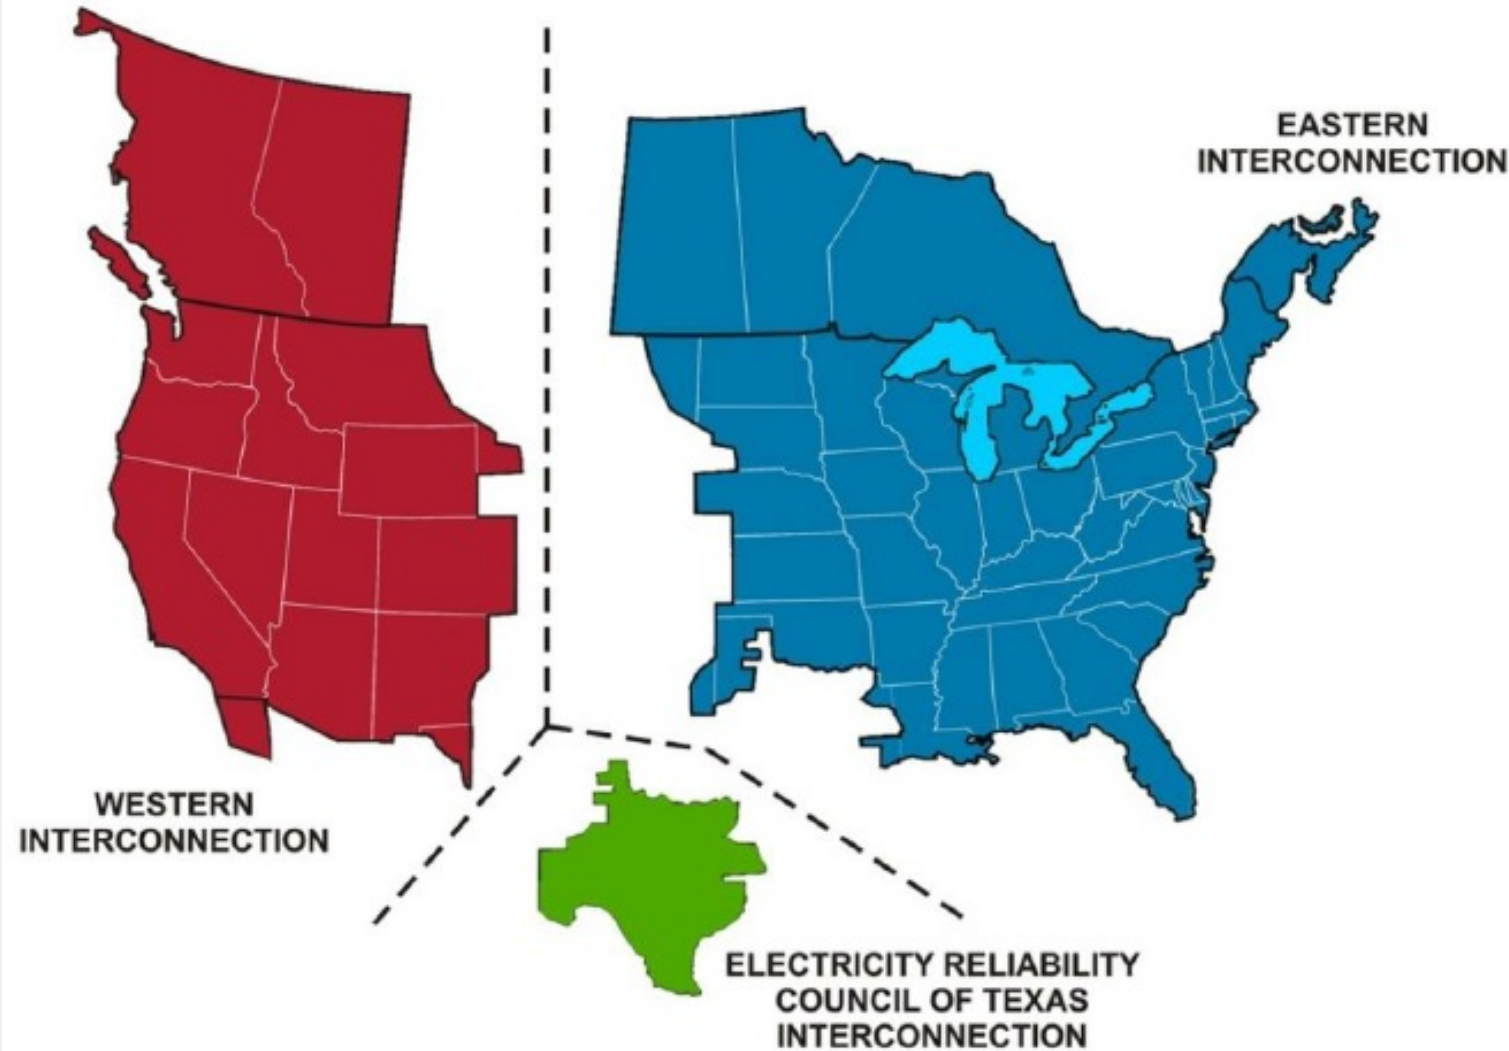 EASTERN
INTERCONNECTION
WESTERN
INTERCONNECTION
ELECTRICITY RELIABILITY
COUNCIL OF TEXAS
INTERCONNECTION